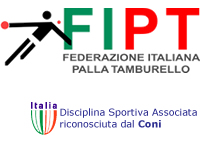 FIPT
FEDERAZIONE ITALIANA
PALLA TAMBURELLO
Italia
Disciplina Sportiva Associata
riconosciuta dal Coni